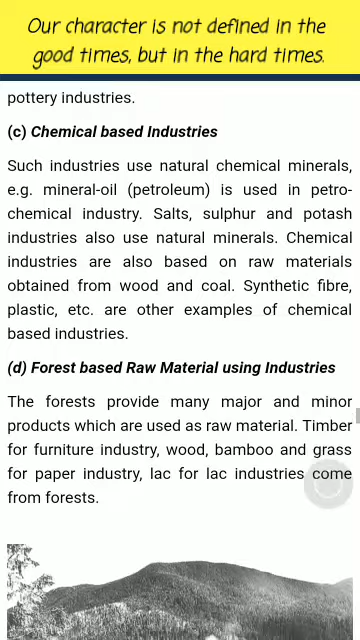 Our character is not defined in the
good times, but in the hard times.
pottery industries.
(c) Chemical based Industries
Such industries use natural chemical minerals,
e.g. mineral-oil (petroleum) is used in petro-
chemical industry. Salts, sulphur and potash
industries also use natural minerals. Chemical
industries are also based on raw materials
obtained from wood and coal. Synthetic fibre,
plastic, etc. are other examples of chemical
based industries.
(d) Forest based Raw Material using Industries
The forests provide many major and minor
products which are used as raw material. Timber
for furniture industry, wood, bamboo and grass
for paper industry, lac for lac industries come
from forests.